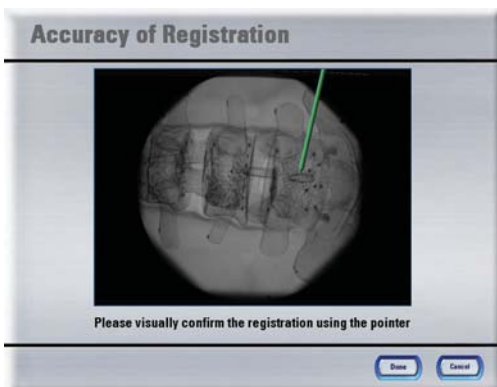 Accuracy of Registration
Please visually confirm the registration using the pointer
Done
Cancel